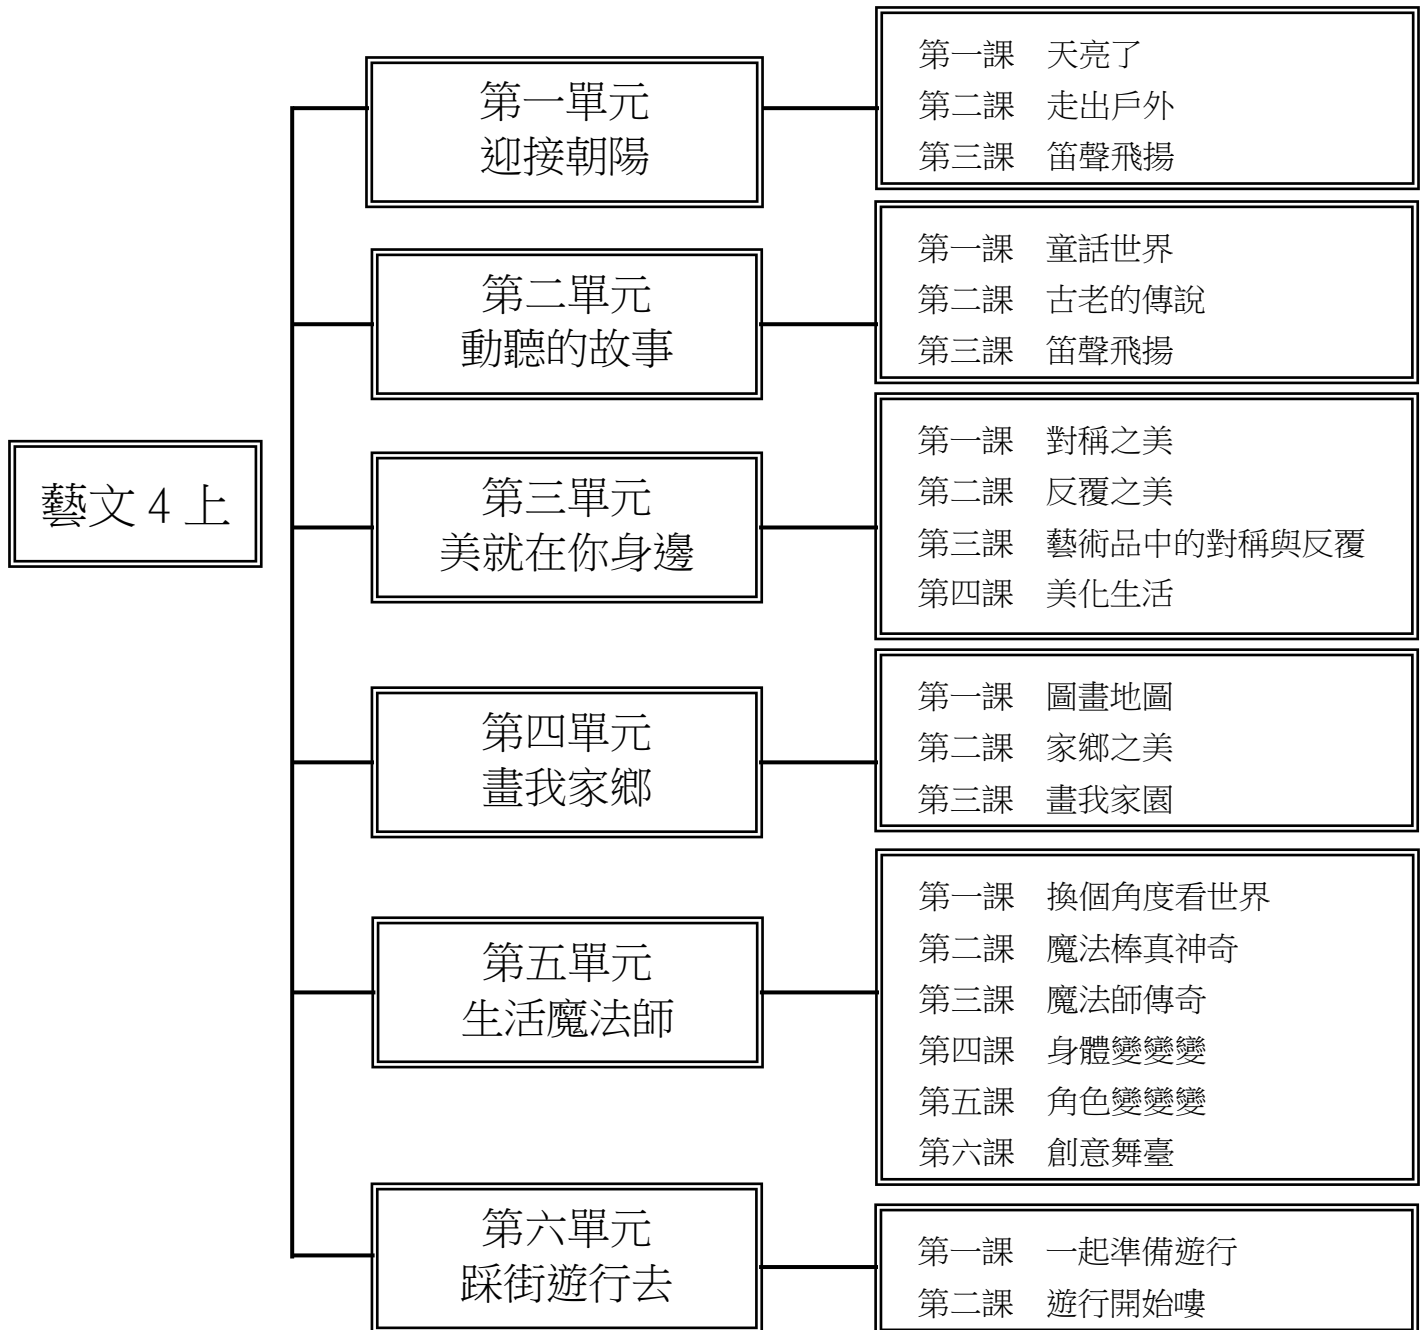 藝文 4 上
第一單元
迎接朝陽
第一課　天亮了
第二課　走出戶外
第三課　笛聲飛揚
第二單元
動聽的故事
第一課　童話世界
第二課　古老的傳說
第三課　笛聲飛揚
第三單元
美就在你身邊
第一課　對稱之美
第二課　反覆之美
第三課　藝術品中的對稱與反覆
第四課　美化生活
第四單元
畫我家鄉
第一課　圖畫地圖
第二課　家鄉之美
第三課　畫我家園
第五單元
生活魔法師
第一課　換個角度看世界
第二課　魔法棒真神奇
第三課　魔法師傳奇
第四課　身體變變變
第五課　角色變變變
第六課　創意舞臺
第六單元
踩街遊行去
第一課　一起準備遊行
第二課　遊行開始嘍